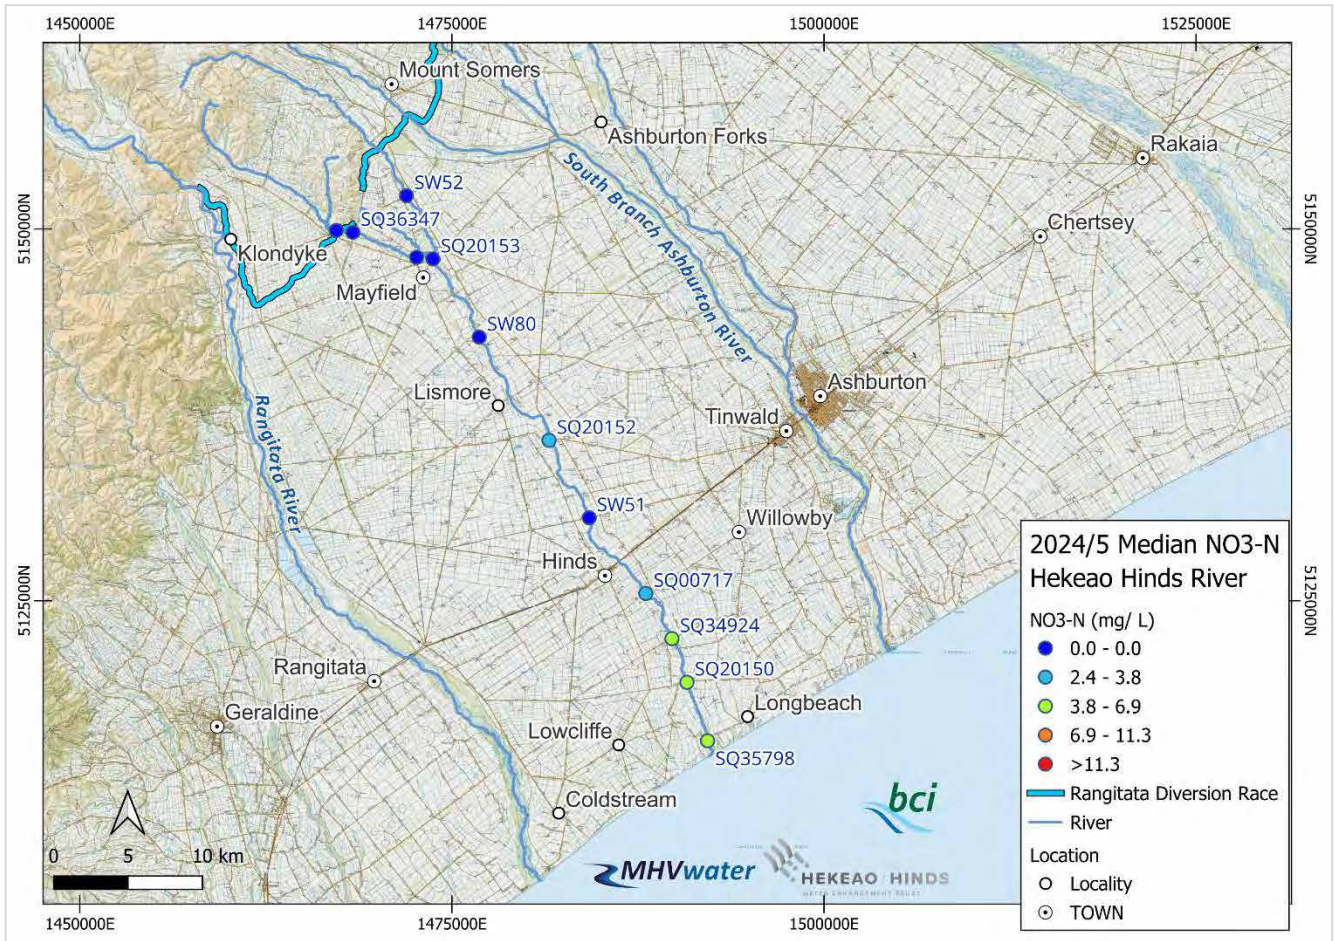 1450000E
1475000E
1500000E
1525000E
Mount Somers
Ashburton Forks
Rakaia
South Branch Ashburton River
SW52
5150000N
SQ36347
Chertsey
5150000N
SQ20153
Klondyke
Mayfield
SW80
Lismore
Ashburton
Tinwald
SQ20152
Rangitata River
SW51
Willowby
Hinds
5125000N
SQ00717
5125000N
SQ34924
Rangitata
SQ20150
Geraldine
Longbeach
Lowcliffe
SQ35798
Coldstream
bci
MHVwater
HEKEAO HINDS
WATER ENHANCEMENT TRUST
0 5 10 km
2024/5 Median NO3-N
Hekeao Hinds River
NO3-N (mg/ L)
0.0 - 0.0
2.4 - 3.8
3.8 - 6.9
6.9 - 11.3
>11.3
Rangitata Diversion Race
River
Location
Locality
TOWN
1450000E
1475000E
1500000E